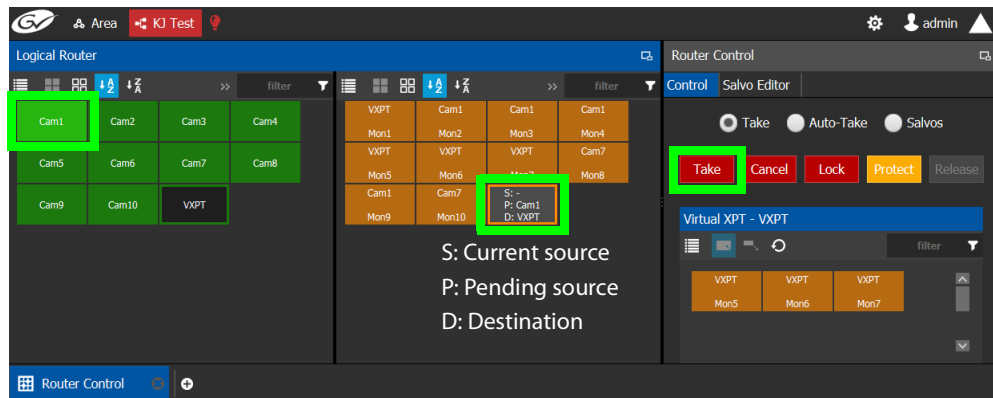 GV Area KJ Test admin
Logical Router
Router Control
filter
filter
Control Salvo Editor
Take Auto-Take Salvos
Take Cancel Lock Protect Release
Cam1 Cam2 Cam3 Cam4
Cam5 Cam6 Cam7 Cam8
Cam9 Cam10 VXPT
VXPT Cam1 Cam1 Cam1
Mon1 Mon2 Mon3 Mon4
VXPT VXPT VXPT Cam7
Mon5 Mon6 Mon7 Mon8
Cam1 Cam7 S: -
P: Cam1
Mon9 Mon10 D: VXPT
S: Current source
P: Pending source
D: Destination
Virtual XPT - VXPT
filter
VXPT VXPT VXPT
Mon5 Mon6 Mon7
Router Control